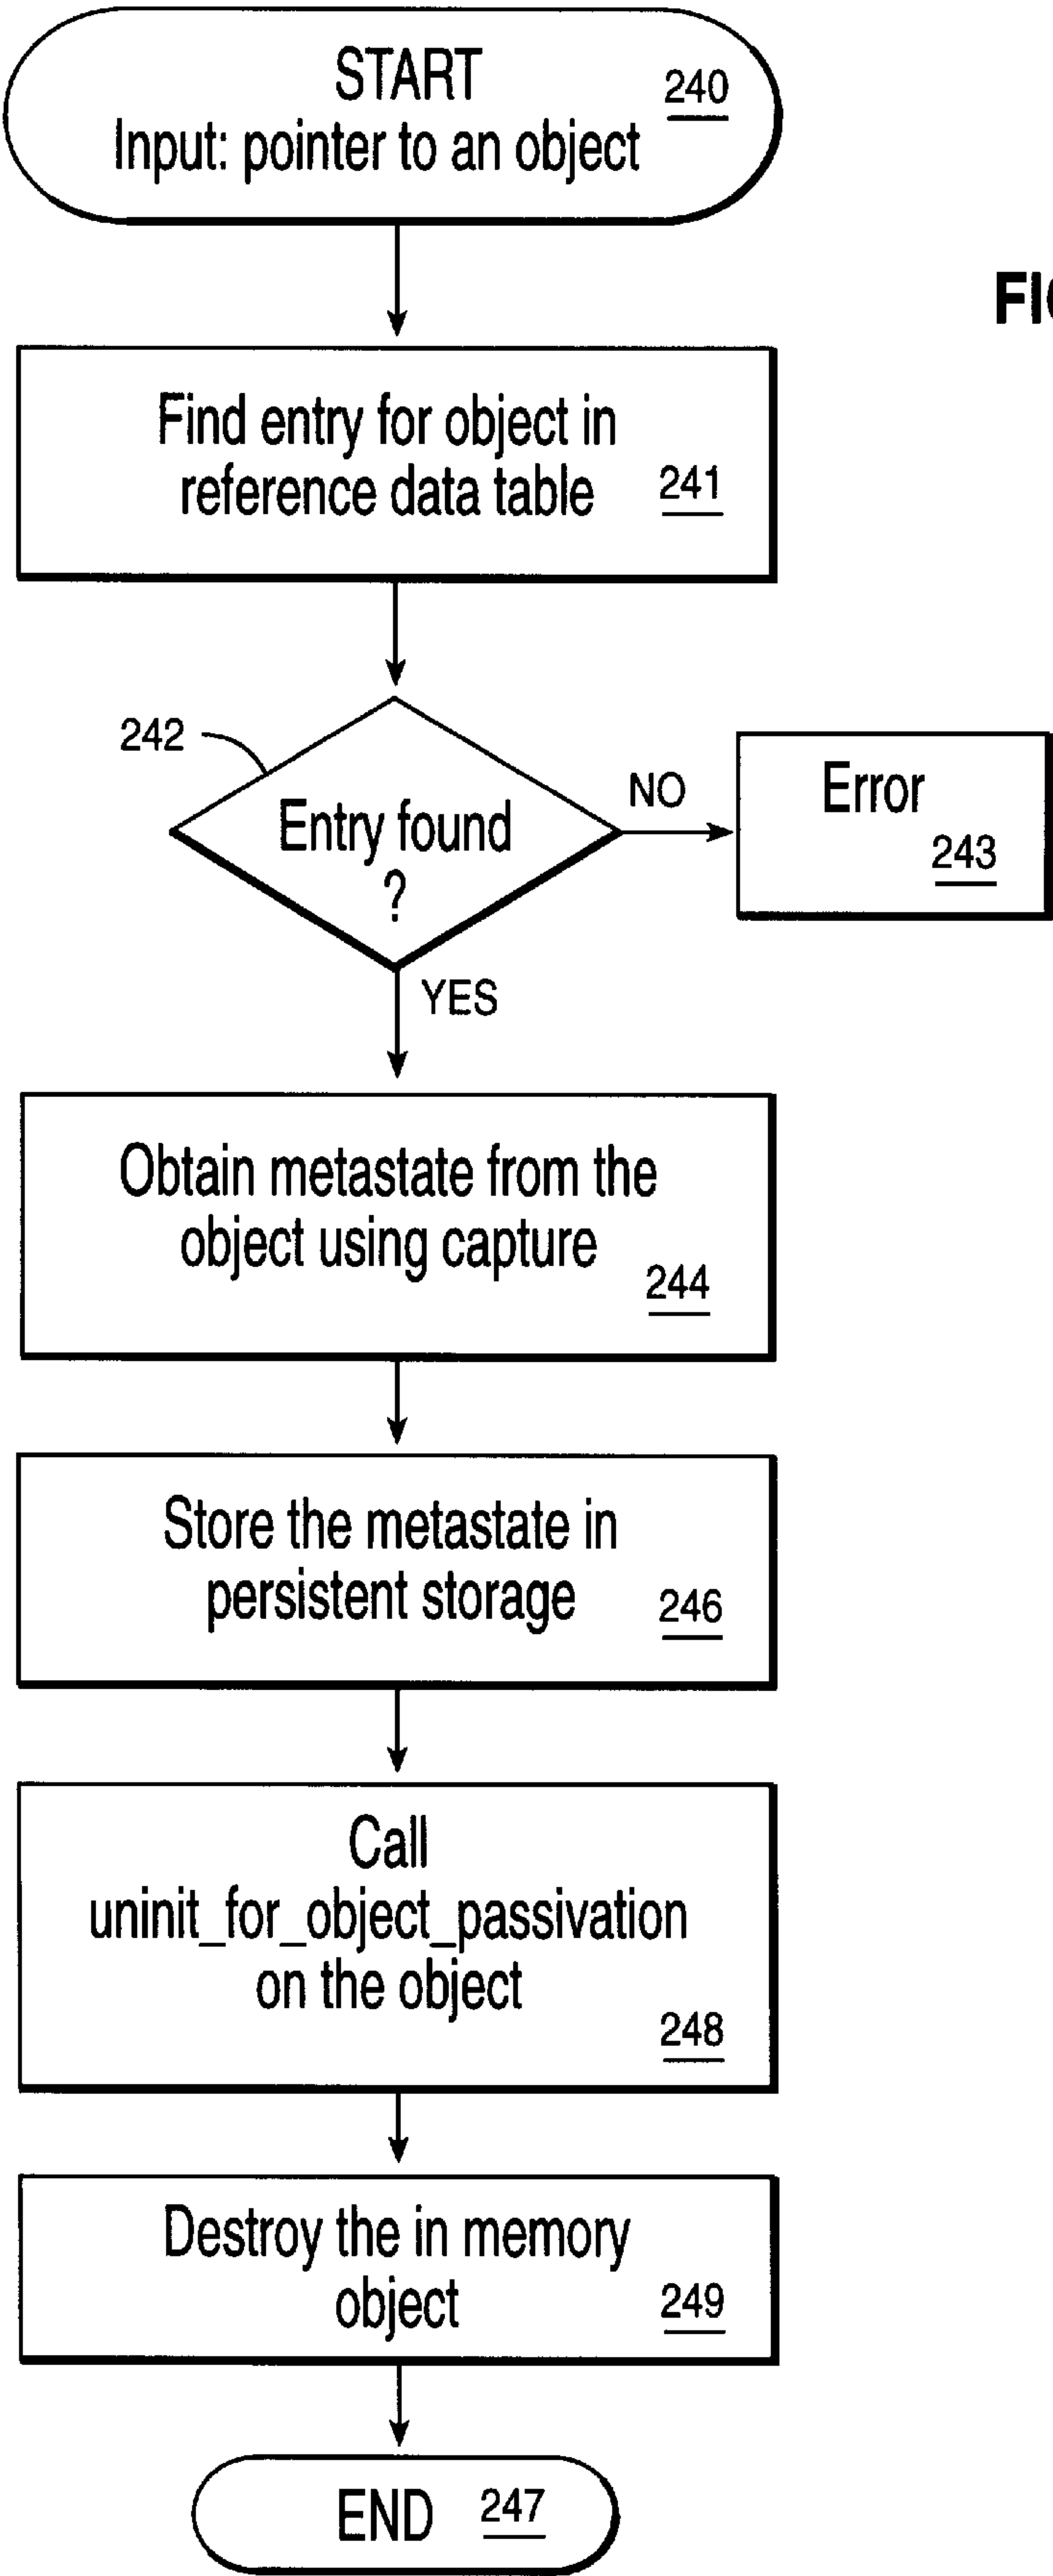 START
240
Input: pointer to an object
Find entry for object in
reference data table
241
242
Entry found
?
NO
Error
243
YES
Obtain metastate from the
object using capture
244
Store the metastate in
persistent storage
246
Call
uninit_for_object_passivation
on the object
248
Destroy the in memory
object
249
END
247